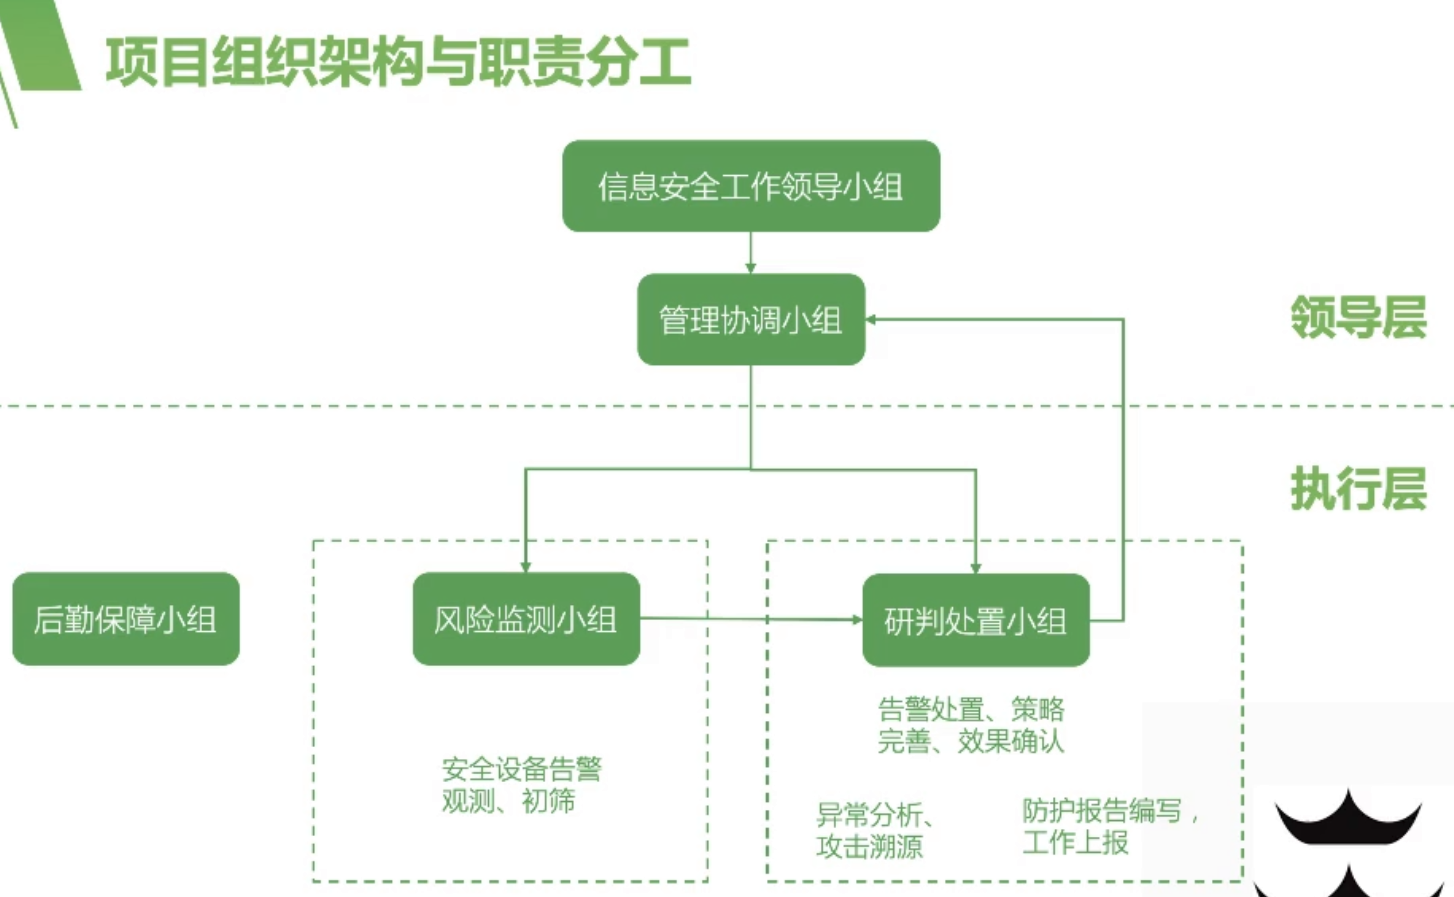 项目组织架构与职责分工
信息安全工作领导小组
管理协调小组
领导层
执行层
后勤保障小组
风险监测小组
研判处置小组
安全设备告警
观测、初筛
告警处置、策略
完善、效果确认
异常分析、
攻击溯源
防护报告编写，
工作上报